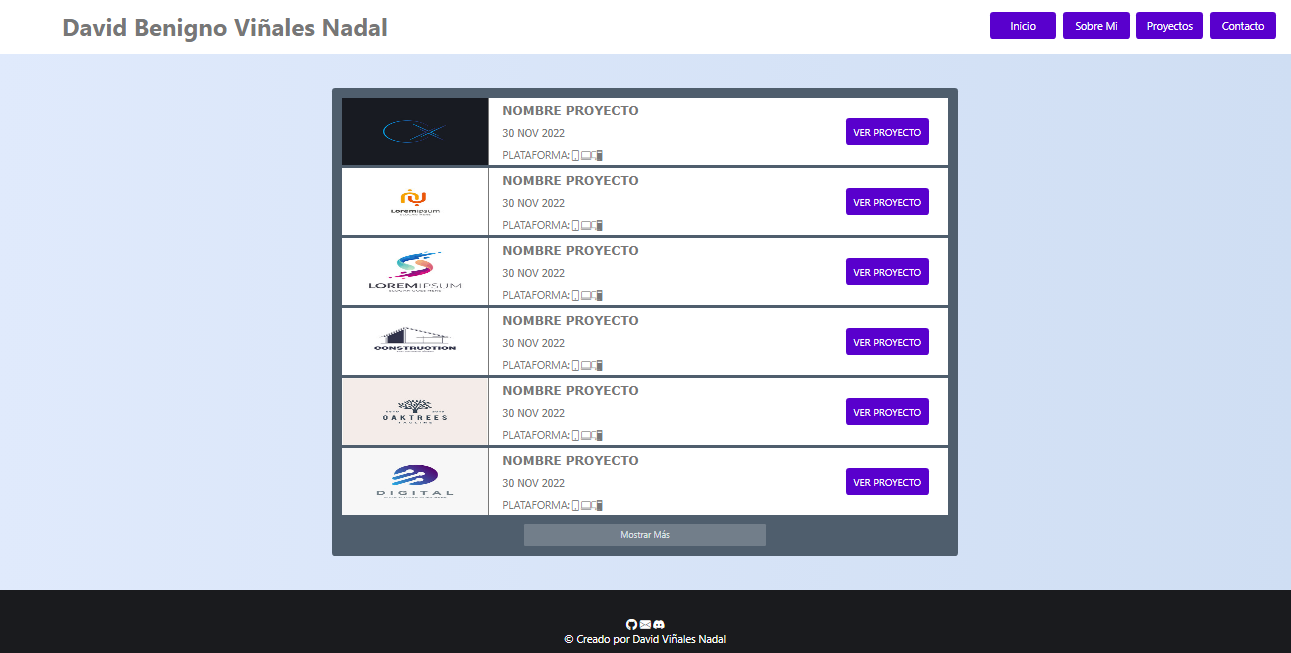 David Benigno Viñales Nadal
Inicio
Sobre Mi
Proyectos
Contacto
NOMBRE PROYECTO
30 NOV 2022
PLATAFORMA:
VER PROYECTO
Loremipsum
NOMBRE PROYECTO
30 NOV 2022
PLATAFORMA:
VER PROYECTO
LOREMIPSUM
NOMBRE PROYECTO
30 NOV 2022
PLATAFORMA:
VER PROYECTO
CONSTRUCTION
NOMBRE PROYECTO
30 NOV 2022
PLATAFORMA:
VER PROYECTO
OAKTREES
NOMBRE PROYECTO
30 NOV 2022
PLATAFORMA:
VER PROYECTO
DIGITAL
NOMBRE PROYECTO
30 NOV 2022
PLATAFORMA:
VER PROYECTO
Mostrar Más
© Creado por David Viñales Nadal